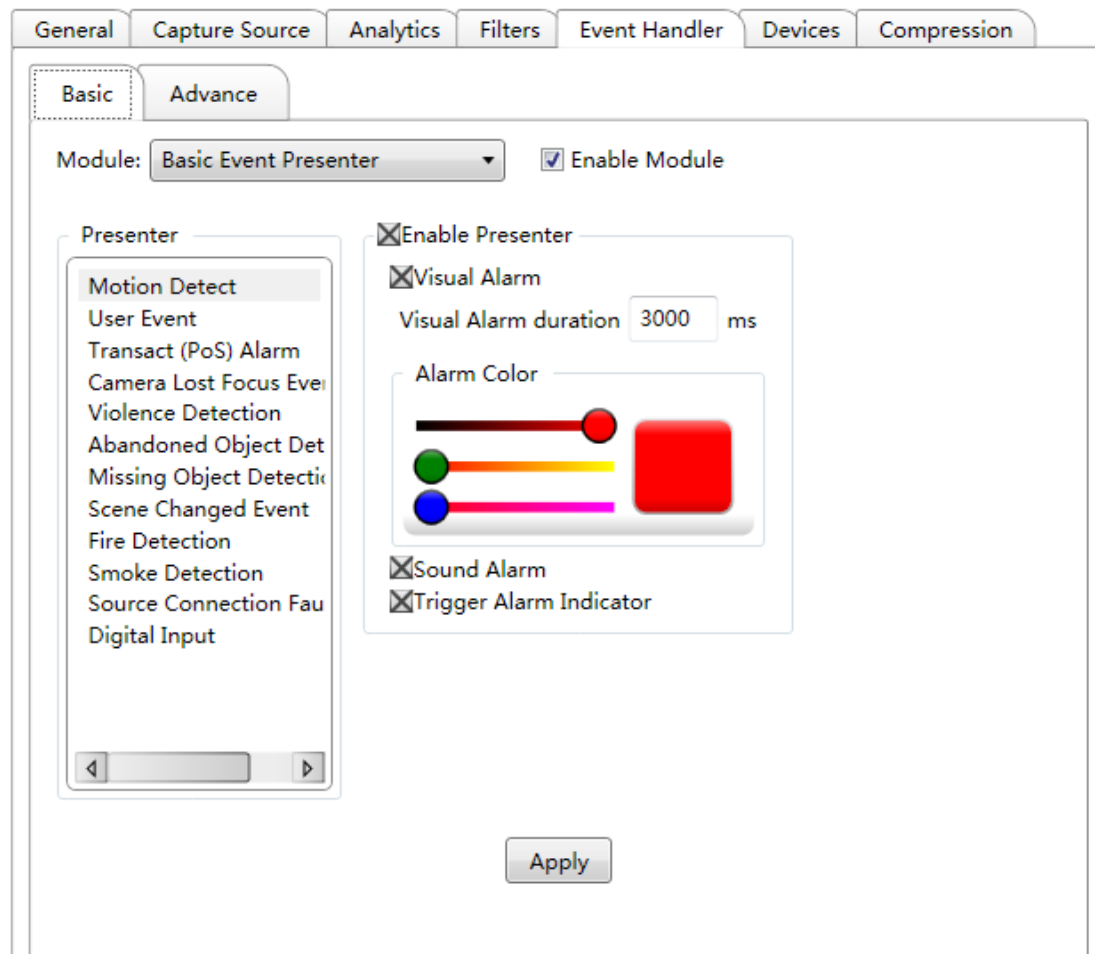 General Capture Source Analytics Filters Event Handler Devices Compression
Basic Advance
Module: Basic Event Presenter Enable Module
Presenter
Motion Detect
User Event
Transact (PoS) Alarm
Camera Lost Focus Eve
Violence Detection
Abandoned Object Det
Missing Object Detectio
Scene Changed Event
Fire Detection
Smoke Detection
Source Connection Fau
Digital Input
Enable Presenter
Visual Alarm
Visual Alarm duration 3000 ms
Alarm Color
Sound Alarm
Trigger Alarm Indicator
Apply